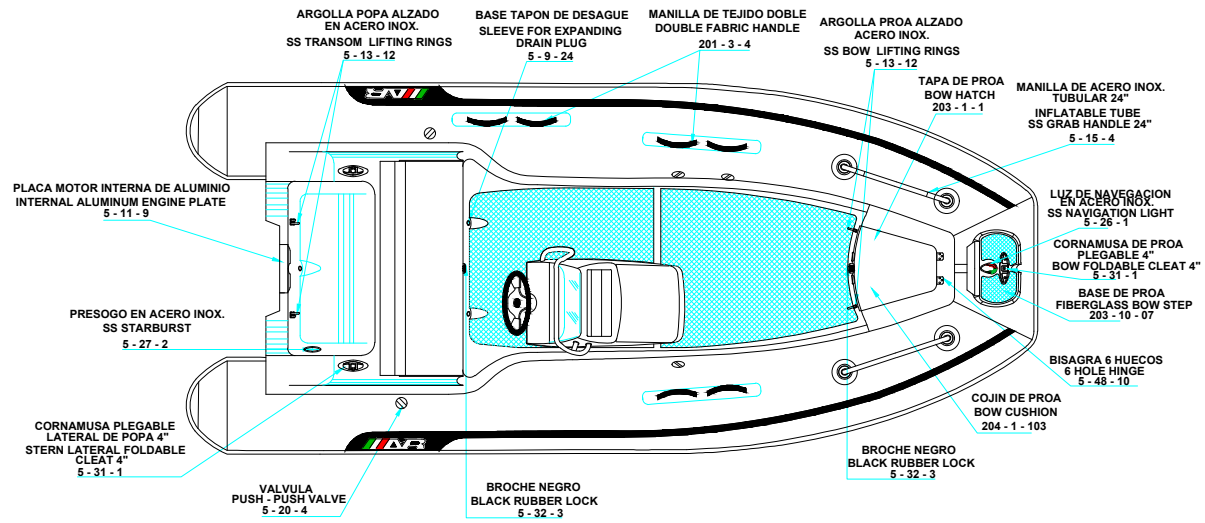 ARGOLLA POPA ALZADO
EN ACERO INOX.
SS TRANSOM LIFTING RINGS
5 - 13 - 12
BASE TAPON DE DESAGUE
SLEEVE FOR EXPANDING
DRAIN PLUG
5 - 9 - 24
MANILLA DE TEJIDO DOBLE
DOUBLE FABRIC HANDLE
201 - 3 - 4
ARGOLLA PROA ALZADO
ACERO INOX.
SS BOW LIFTING RINGS
5 - 13 - 12
TAPA DE PROA
BOW HATCH
203 - 1 - 1
MANILLA DE ACERO INOX.
TUBULAR 24"
INFLATABLE TUBE
SS GRAB HANDLE 24"
5 - 15 - 4
PLACA MOTOR INTERNA DE ALUMINIO
INTERNAL ALUMINUM ENGINE PLATE
5 - 11 - 9
LUZ DE NAVEGACION
EN ACERO INOX.
SS NAVIGATION LIGHT
5 - 26 - 1
CORNAMUSA DE PROA
PLEGABLE 4"
BOW FOLDABLE CLEAT 4"
5 - 31 - 1
BASE DE PROA
FIBERGLASS BOW STEP
203 - 10 - 07
PRESOGO EN ACERO INOX.
SS STARBURST
5 - 27 - 2
BISAGRA 6 HUECOS
6 HOLE HINGE
5 - 48 - 10
COJIN DE PROA
BOW CUSHION
204 - 1 - 103
CORNAMUSA PLEGABLE
LATERAL DE POPA 4"
STERN LATERAL FOLDABLE
CLEAT 4"
5 - 31 - 1
VALVULA
PUSH - PUSH VALVE
5 - 20 - 4
BROCHE NEGRO
BLACK RUBBER LOCK
5 - 32 - 3
BROCHE NEGRO
BLACK RUBBER LOCK
5 - 32 - 3